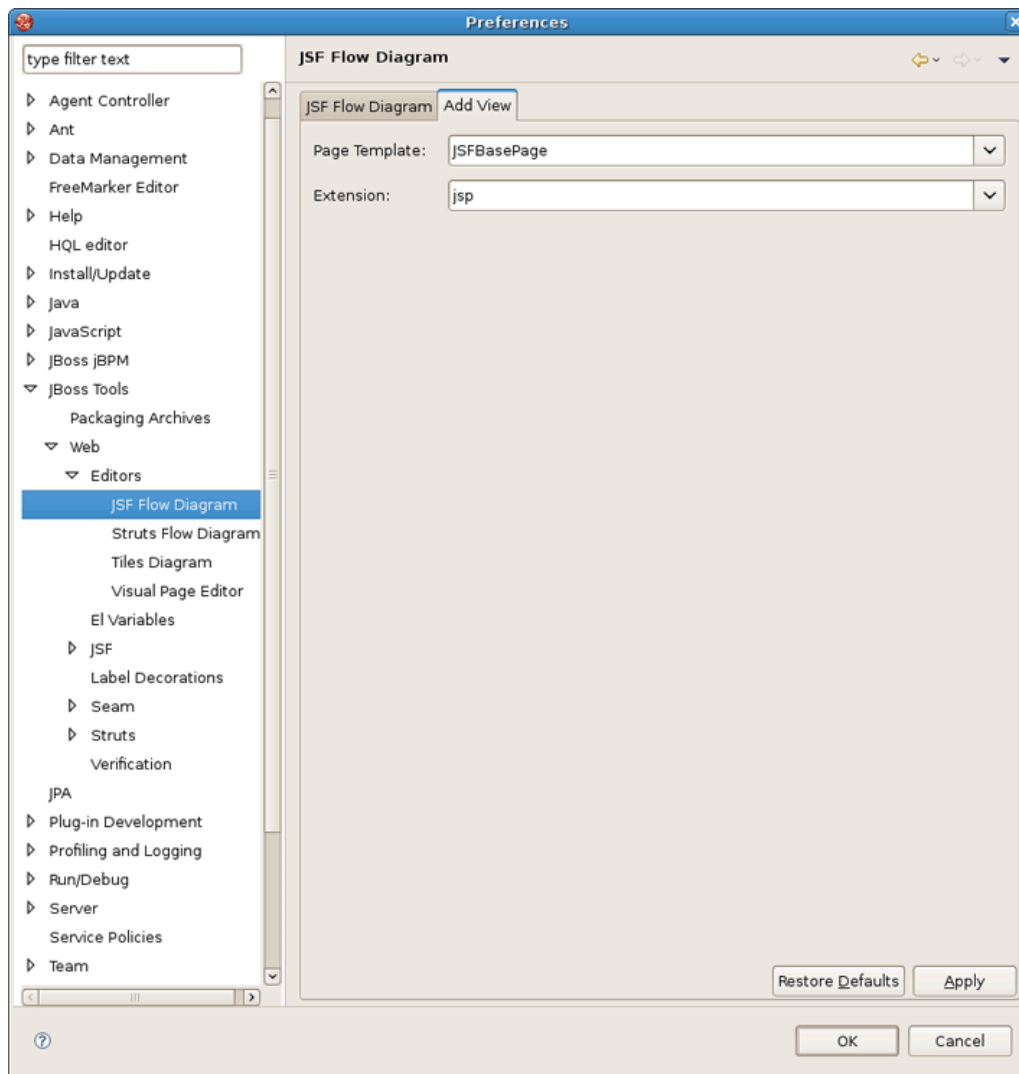 Preferences
type filter text
JSF Flow Diagram
Agent Controller
Ant
Data Management
FreeMarker Editor
Help
HQL editor
Install/Update
Java
JavaScript
JBoss jBPM
JBoss Tools
Packaging Archives
Web
Editors
JSF Flow Diagram
Struts Flow Diagram
Tiles Diagram
Visual Page Editor
El Variables
JSF
Label Decorations
Seam
Struts
Verification
JPA
Plug-in Development
Profiling and Logging
Run/Debug
Server
Service Policies
Team
JSF Flow Diagram Add View
Page Template: JSFBasePage
Extension: jsp
Restore Defaults Apply
OK Cancel